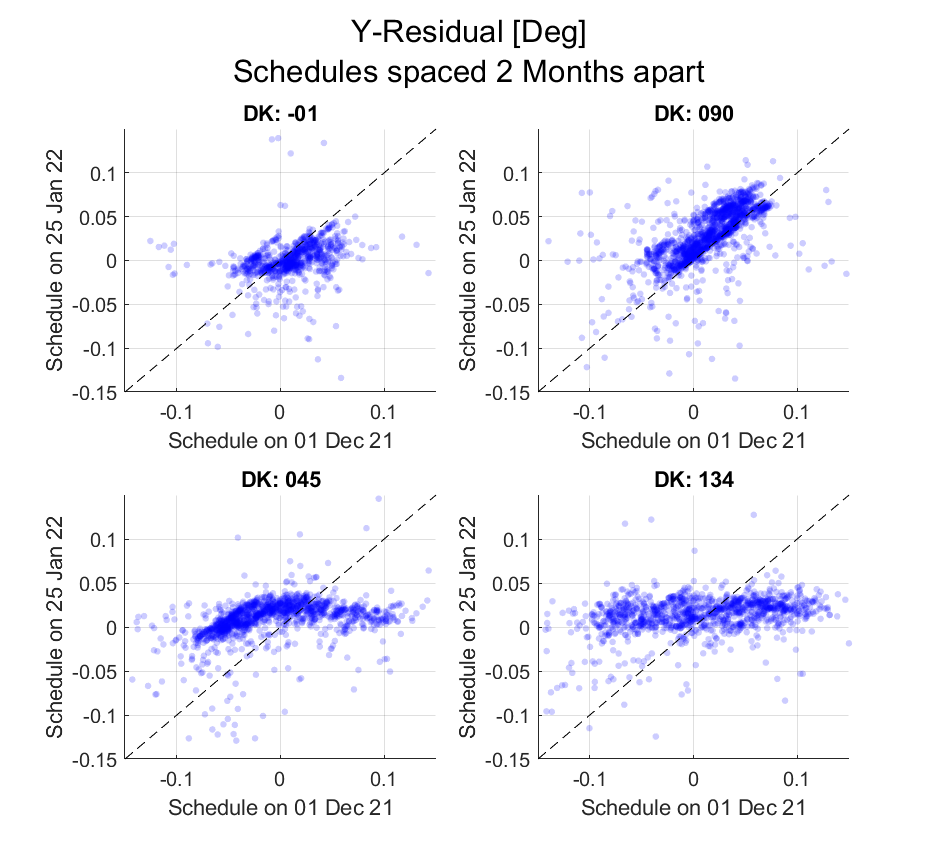 Y-Residual [Deg]
Schedules spaced 2 Months apart
DK: -01
Schedule on 25 Jan 22
0.1
0.05
0
-0.05
-0.1
-0.15
-0.1
0
0.1
Schedule on 01 Dec 21
DK: 090
Schedule on 25 Jan 22
0.1
0.05
0
-0.05
-0.1
-0.15
-0.1
0
0.1
Schedule on 01 Dec 21
DK: 045
Schedule on 25 Jan 22
0.1
0.05
0
-0.05
-0.1
-0.15
-0.1
0
0.1
Schedule on 01 Dec 21
DK: 134
Schedule on 25 Jan 22
0.1
0.05
0
-0.05
-0.1
-0.15
-0.1
0
0.1
Schedule on 01 Dec 21